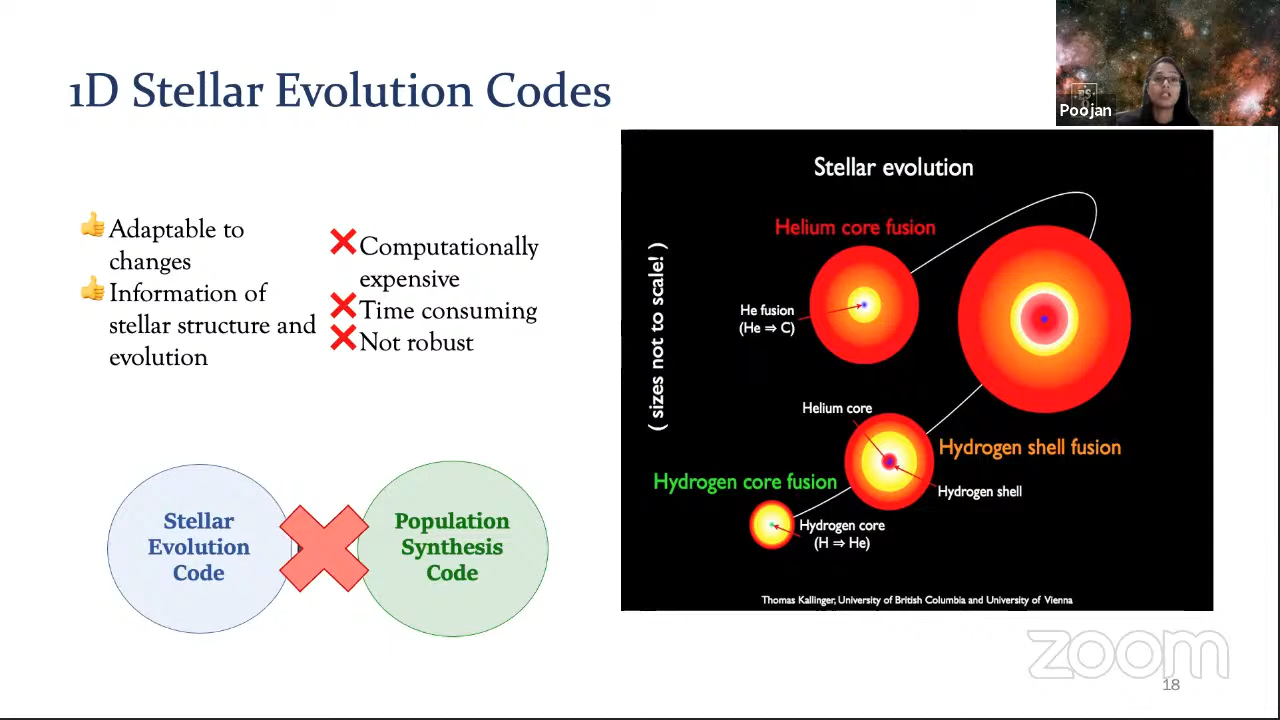 1D Stellar Evolution Codes
Poojan
Adaptable to
changes
Information of
stellar structure and
evolution
Computationally
expensive
Time consuming
Not robust
Stellar
Evolution
Code
Population
Synthesis
Code
Stellar evolution
( sizes not to scale! )
Helium core fusion
He fusion
(He ⇒ C)
Helium core
Hydrogen shell fusion
Hydrogen shell
Hydrogen core fusion
Hydrogen core
(H ⇒ He)
Thomas Kallinger, University of British Columbia and University of Vienna
zoom
18